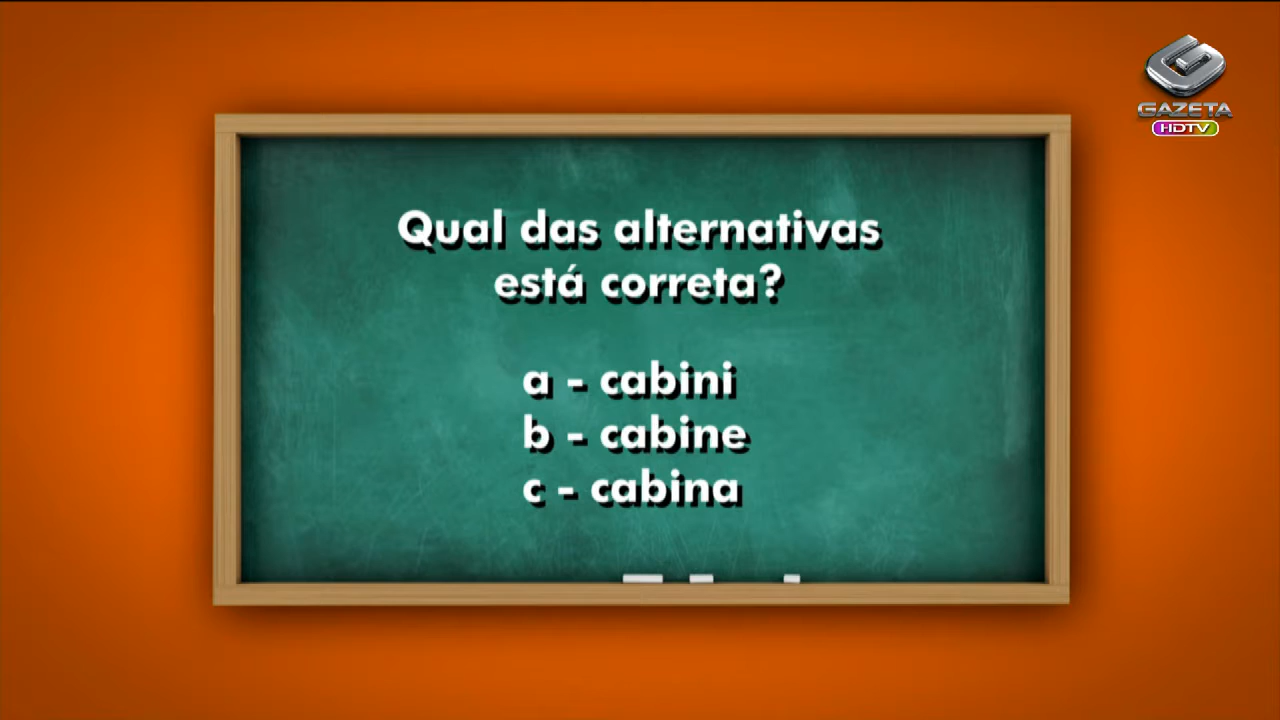 GAZETA
HDTV
Qual das alternativas
está correta?
a - cabini
b - cabine
c - cabina